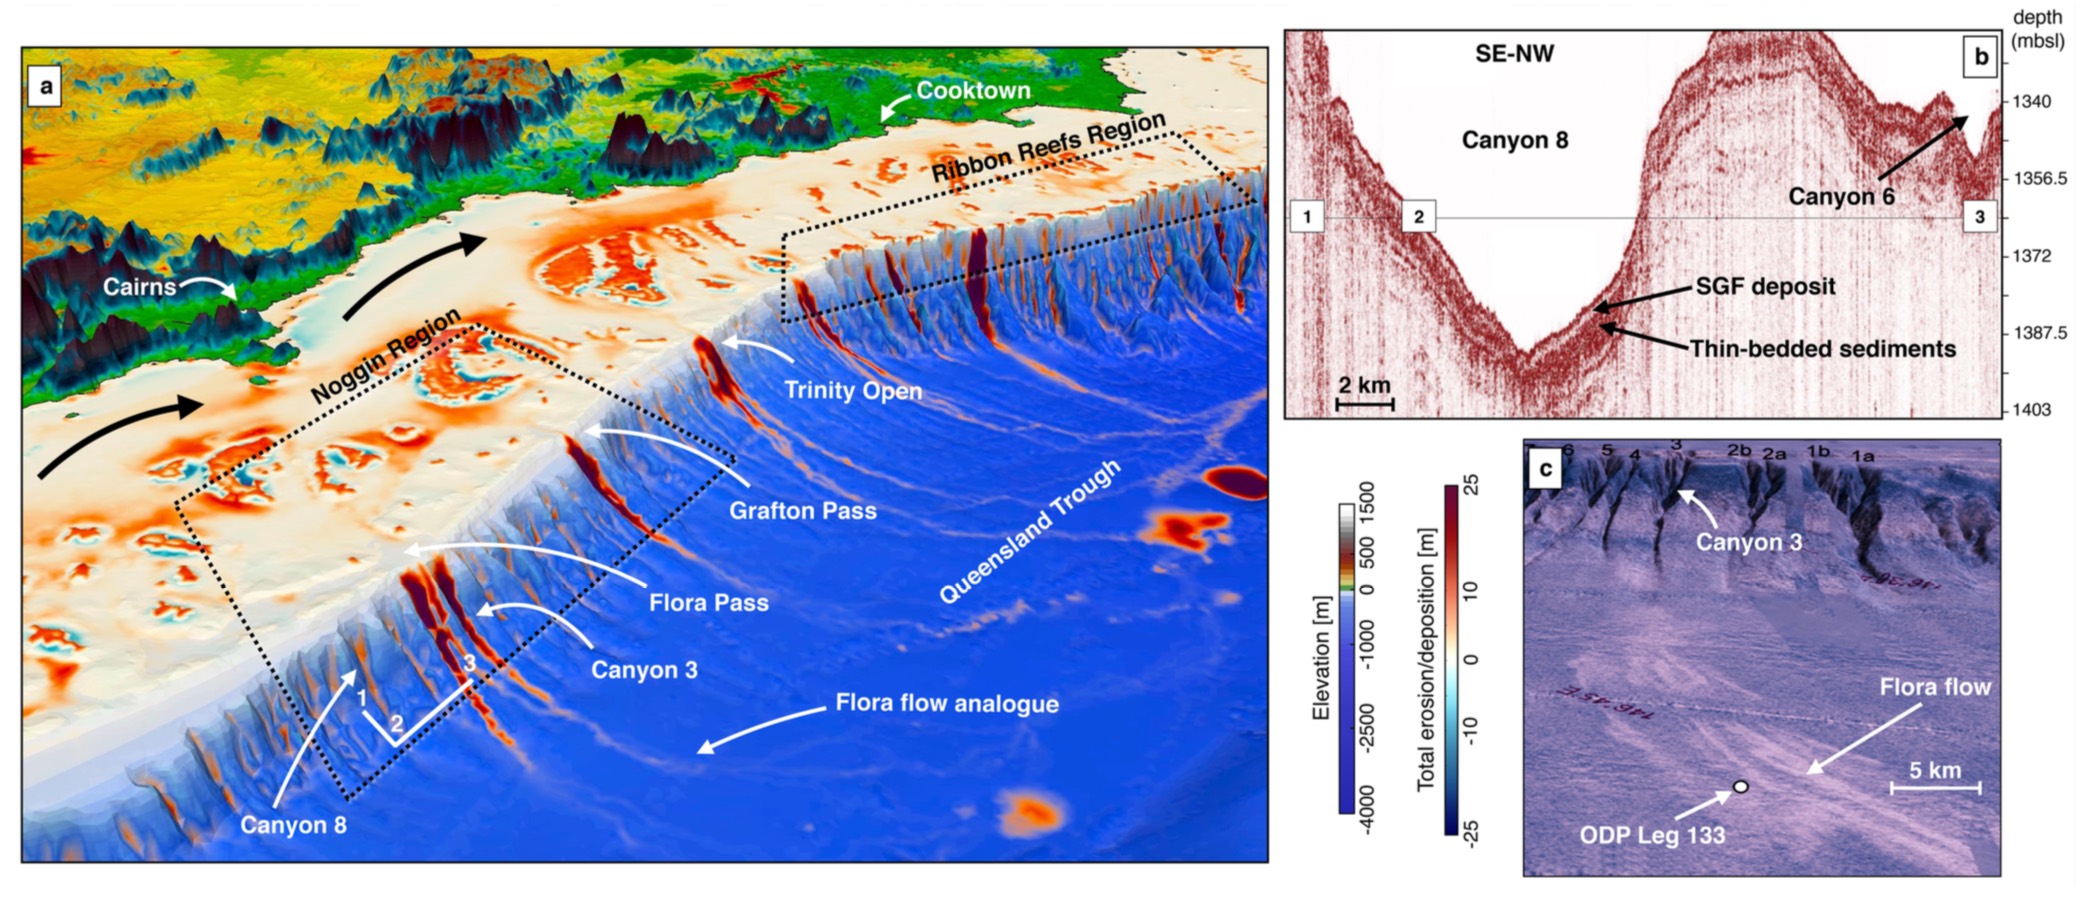 a
Cooktown
Ribbon Reefs Region
Cairns
Noggin Region
Trinity Open
Grafton Pass
Queensland Trough
Flora Pass
Canyon 3
3
1
2
Flora flow analogue
Canyon 8
depth
(mbsl)
SE-NW
b
1340
Canyon 8
1356.5
Canyon 6
1
2
3
1372
SGF deposit
1387.5
Thin-bedded sediments
2 km
1403
Elevation [m]
1500
500
0
-1000
-2500
-4000
Total erosion/deposition [m]
25
10
0
-10
-25
c
6
5
4
3
2b
2a
1b
1a
Canyon 3
146.45°E
Flora flow
5 km
ODP Leg 133